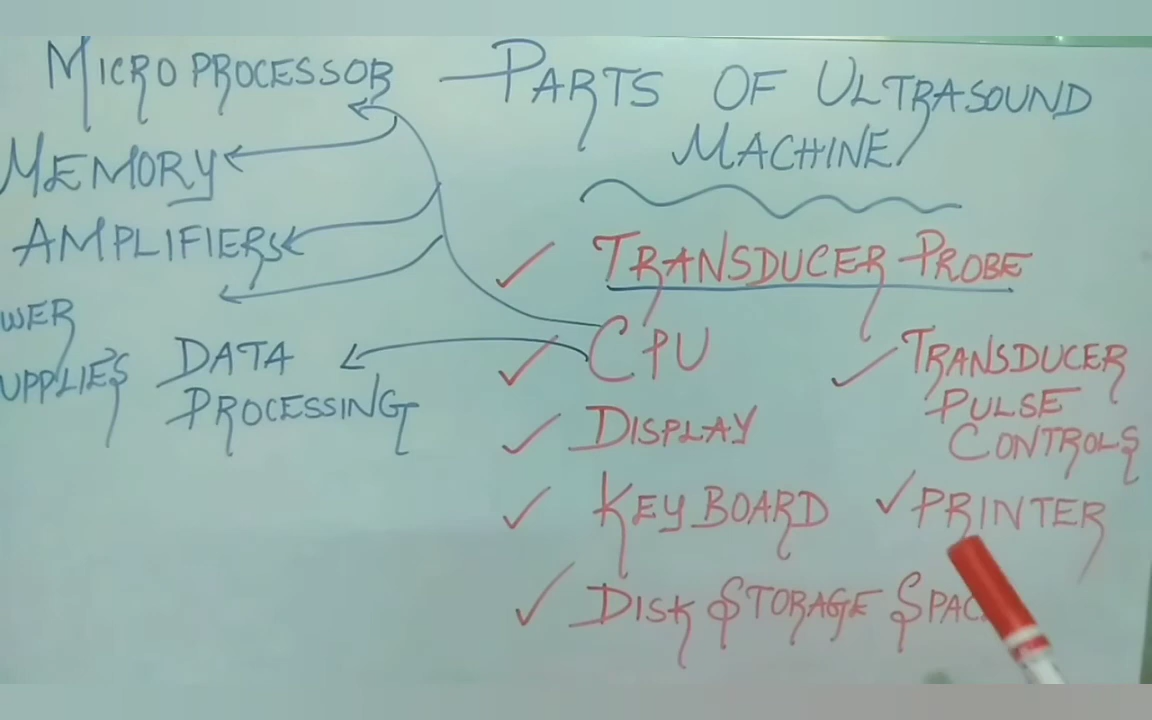 MICROPROCESSOR
MEMORY
AMPLIFIERS
WER
UPPLIES
DATA
PROCESSING
PARTS OF ULTRASOUND
MACHINE
TRANSDUCER PROBE
CPU
DISPLAY
KEYBOARD
DISK STORAGE SPAC
TRANSDUCER
PULSE
CONTROLS
PRINTER